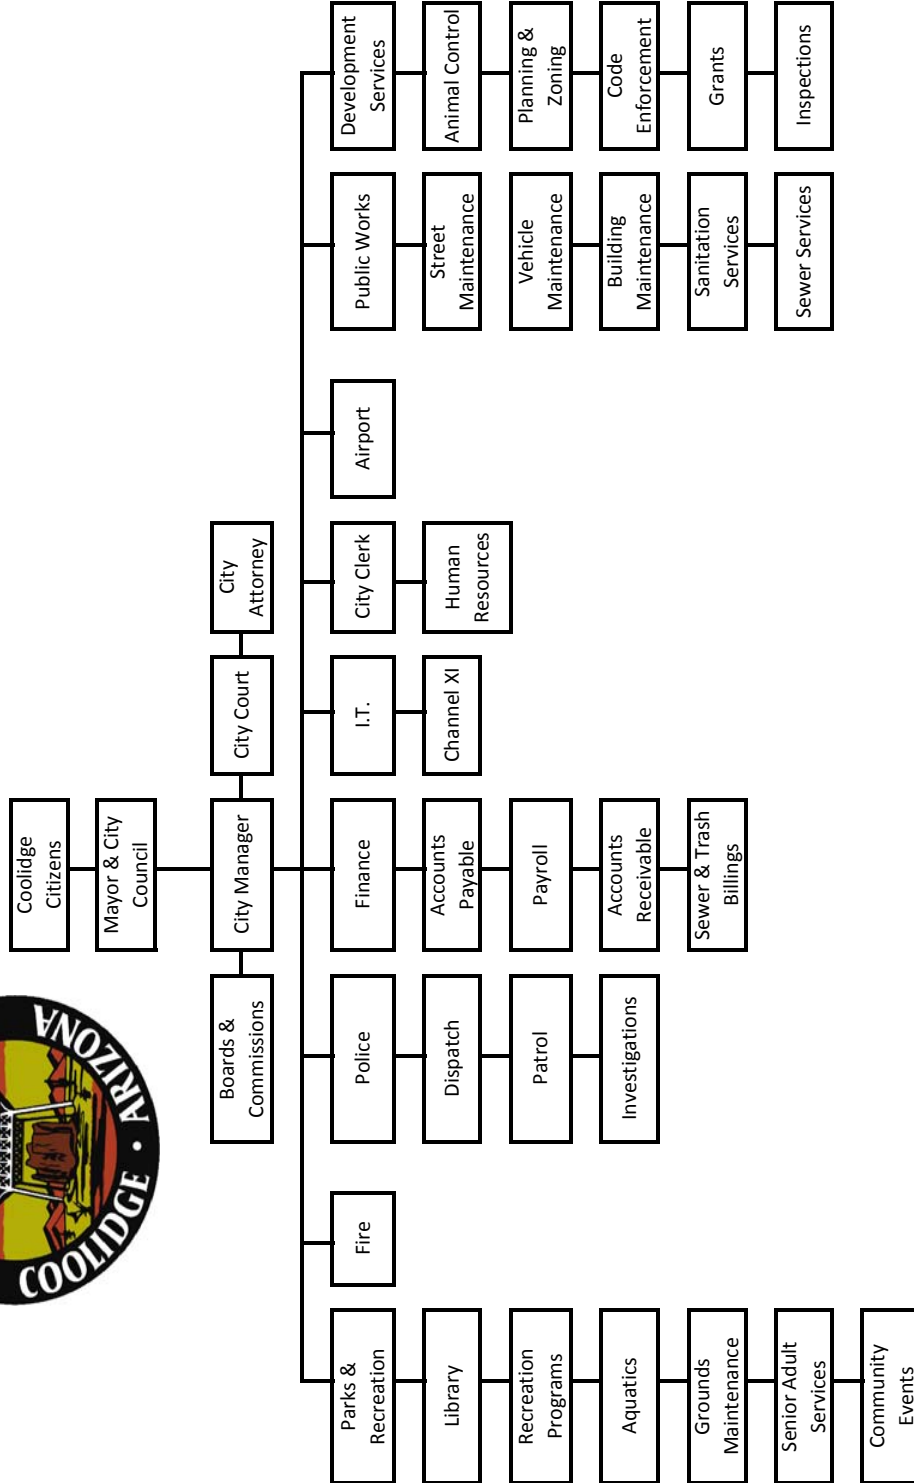 COOLIDGE • ARIZONA
Coolidge
Citizens
Mayor & City
Council
Boards &
Commissions
City Manager
City Court
City
Attorney
Parks &
Recreation
Library
Recreation
Programs
Aquatics
Grounds
Maintenance
Senior Adult
Services
Community
Events
Fire
Police
Dispatch
Patrol
Investigations
Finance
Accounts
Payable
Payroll
Accounts
Receivable
Sewer & Trash
Billings
I.T.
Channel XI
City Clerk
Human
Resources
Airport
Public Works
Street
Maintenance
Vehicle
Maintenance
Building
Maintenance
Sanitation
Services
Sewer Services
Development
Services
Animal Control
Planning &
Zoning
Code
Enforcement
Grants
Inspections